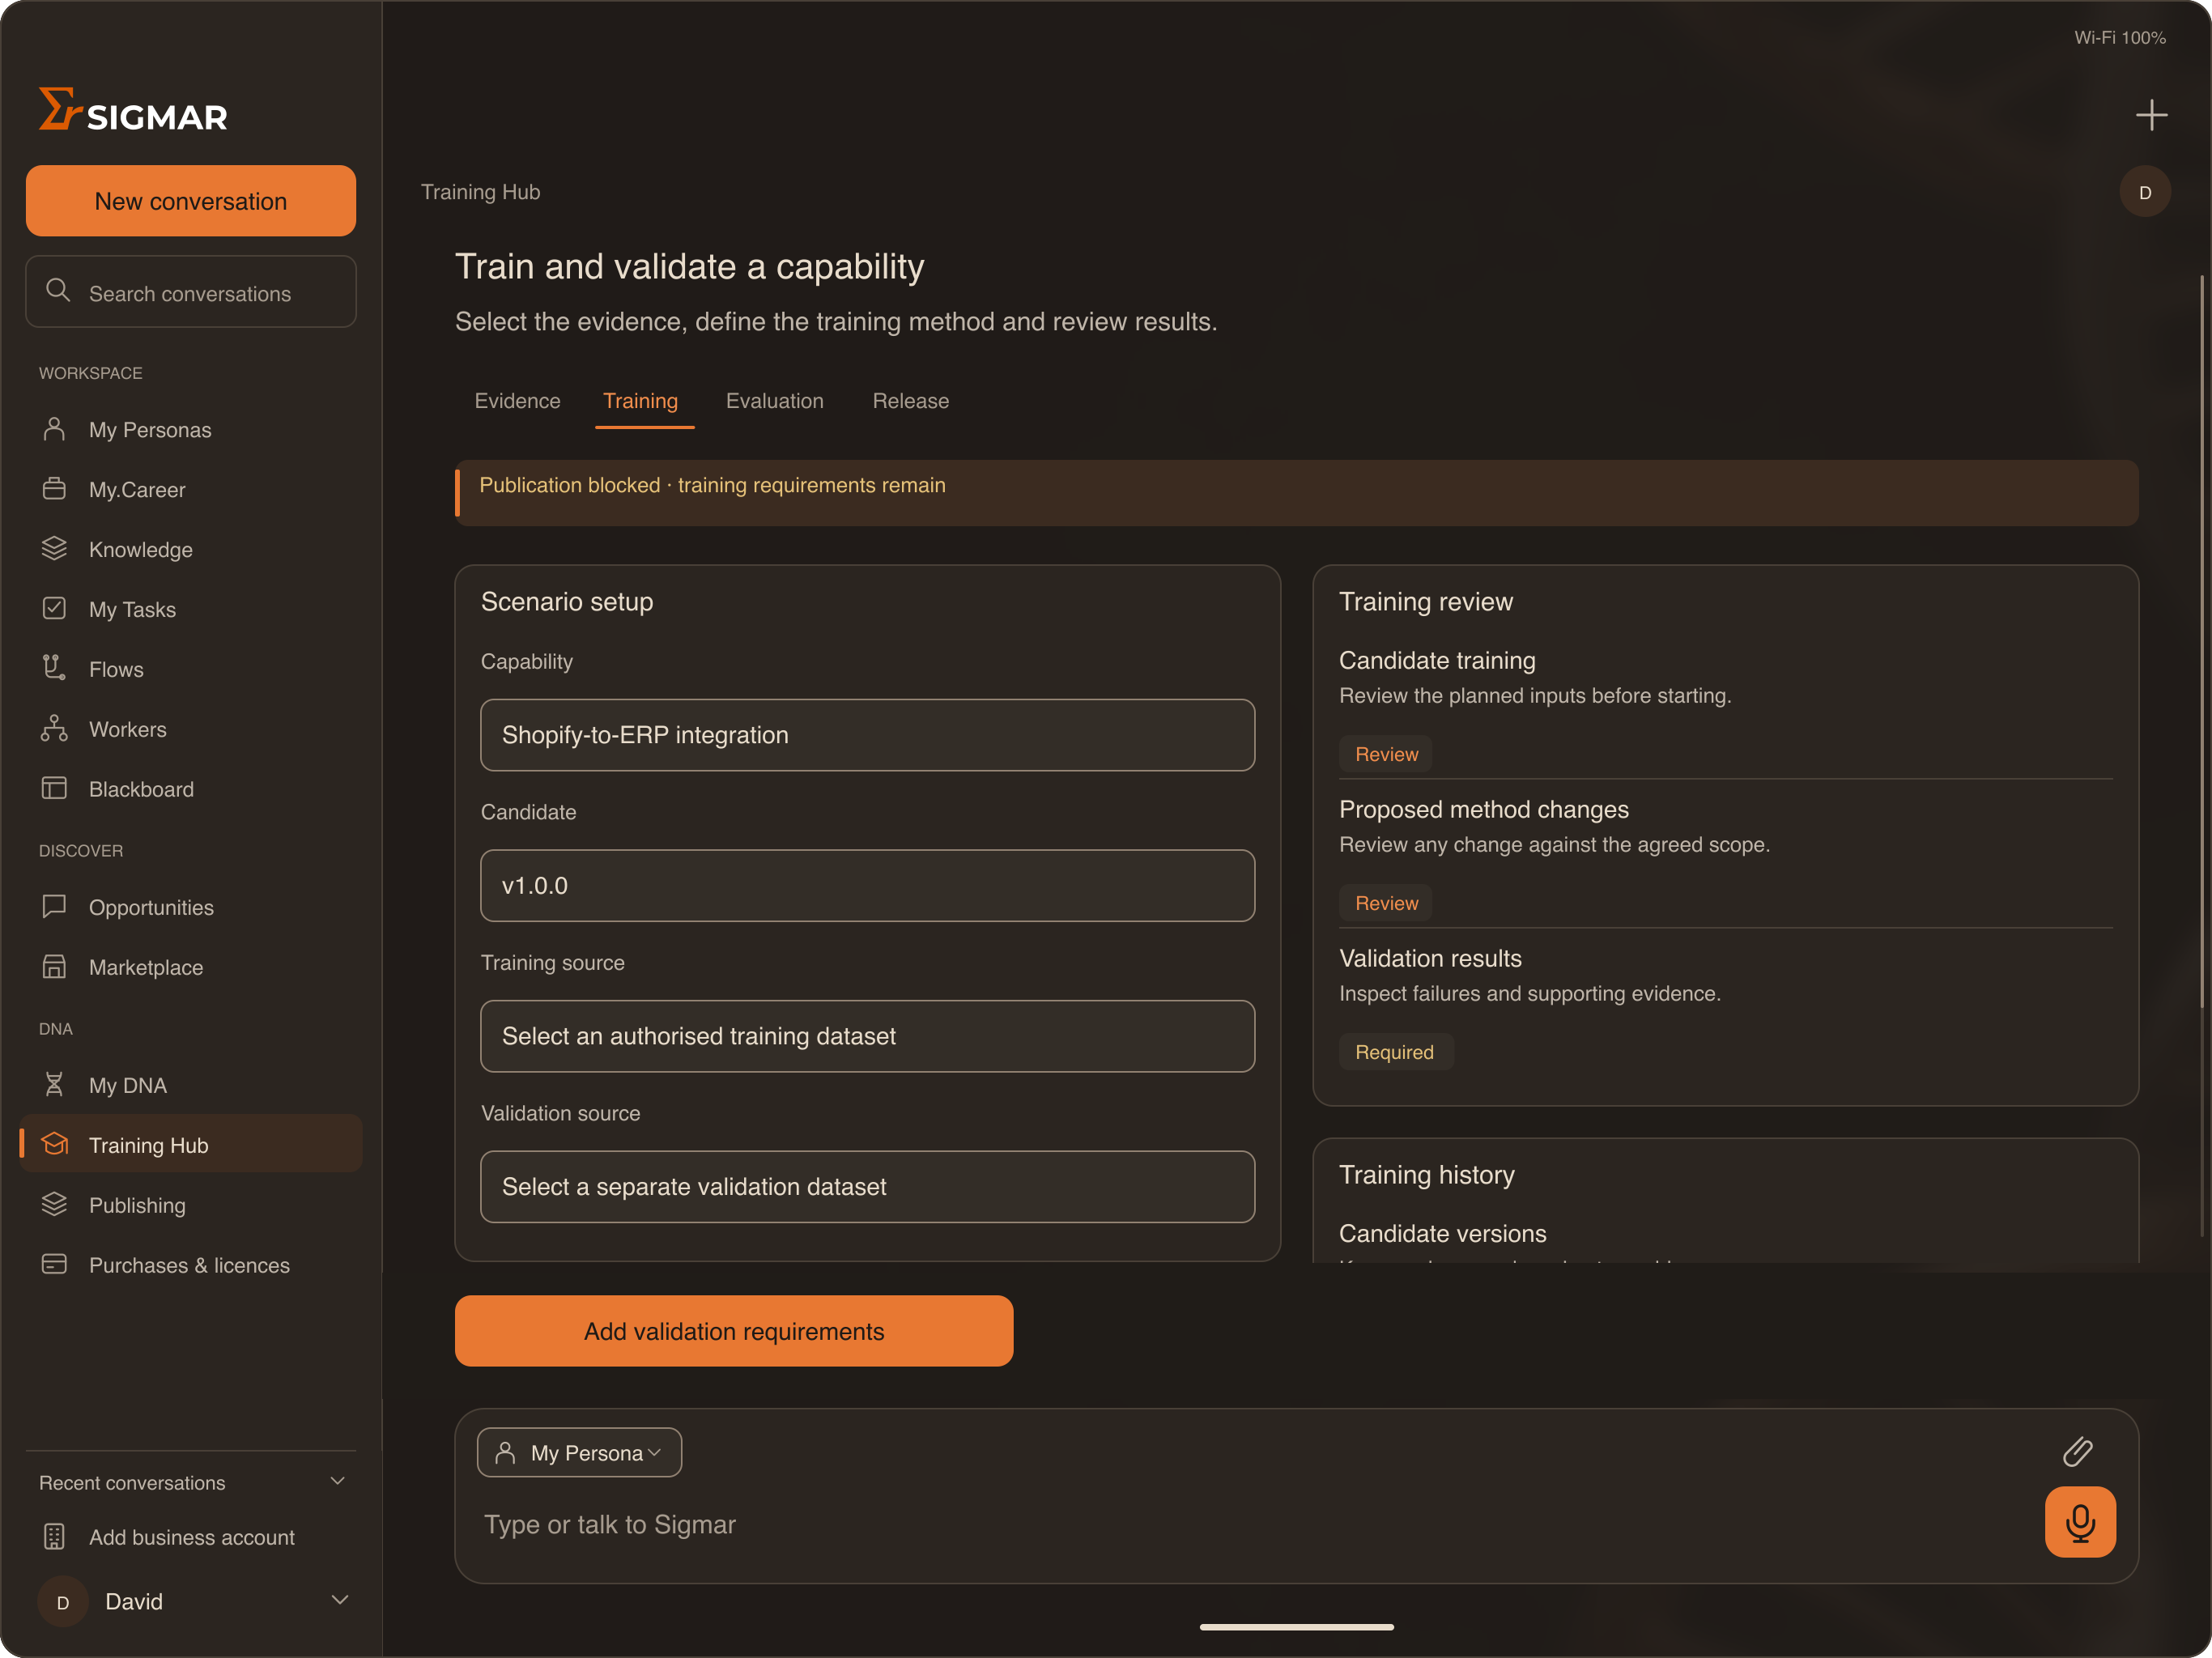 Wi-Fi 100%
SIGMAR
New conversation
Search conversations
WORKSPACE
My Personas
My.Career
Knowledge
My Tasks
Flows
Workers
Blackboard
DISCOVER
Opportunities
Marketplace
DNA
My DNA
Training Hub
Publishing
Purchases & licences
Recent conversations
Add business account
D
David
Training Hub
D
Train and validate a capability
Select the evidence, define the training method and review results.
Evidence
Training
Evaluation
Release
Publication blocked · training requirements remain
Scenario setup
Capability
Shopify-to-ERP integration
Candidate
v1.0.0
Training source
Select an authorised training dataset
Validation source
Select a separate validation dataset
Training review
Candidate training
Review the planned inputs before starting.
Review
Proposed method changes
Review any change against the agreed scope.
Review
Validation results
Inspect failures and supporting evidence.
Required
Training history
Candidate versions
Add validation requirements
My Persona
Type or talk to Sigmar